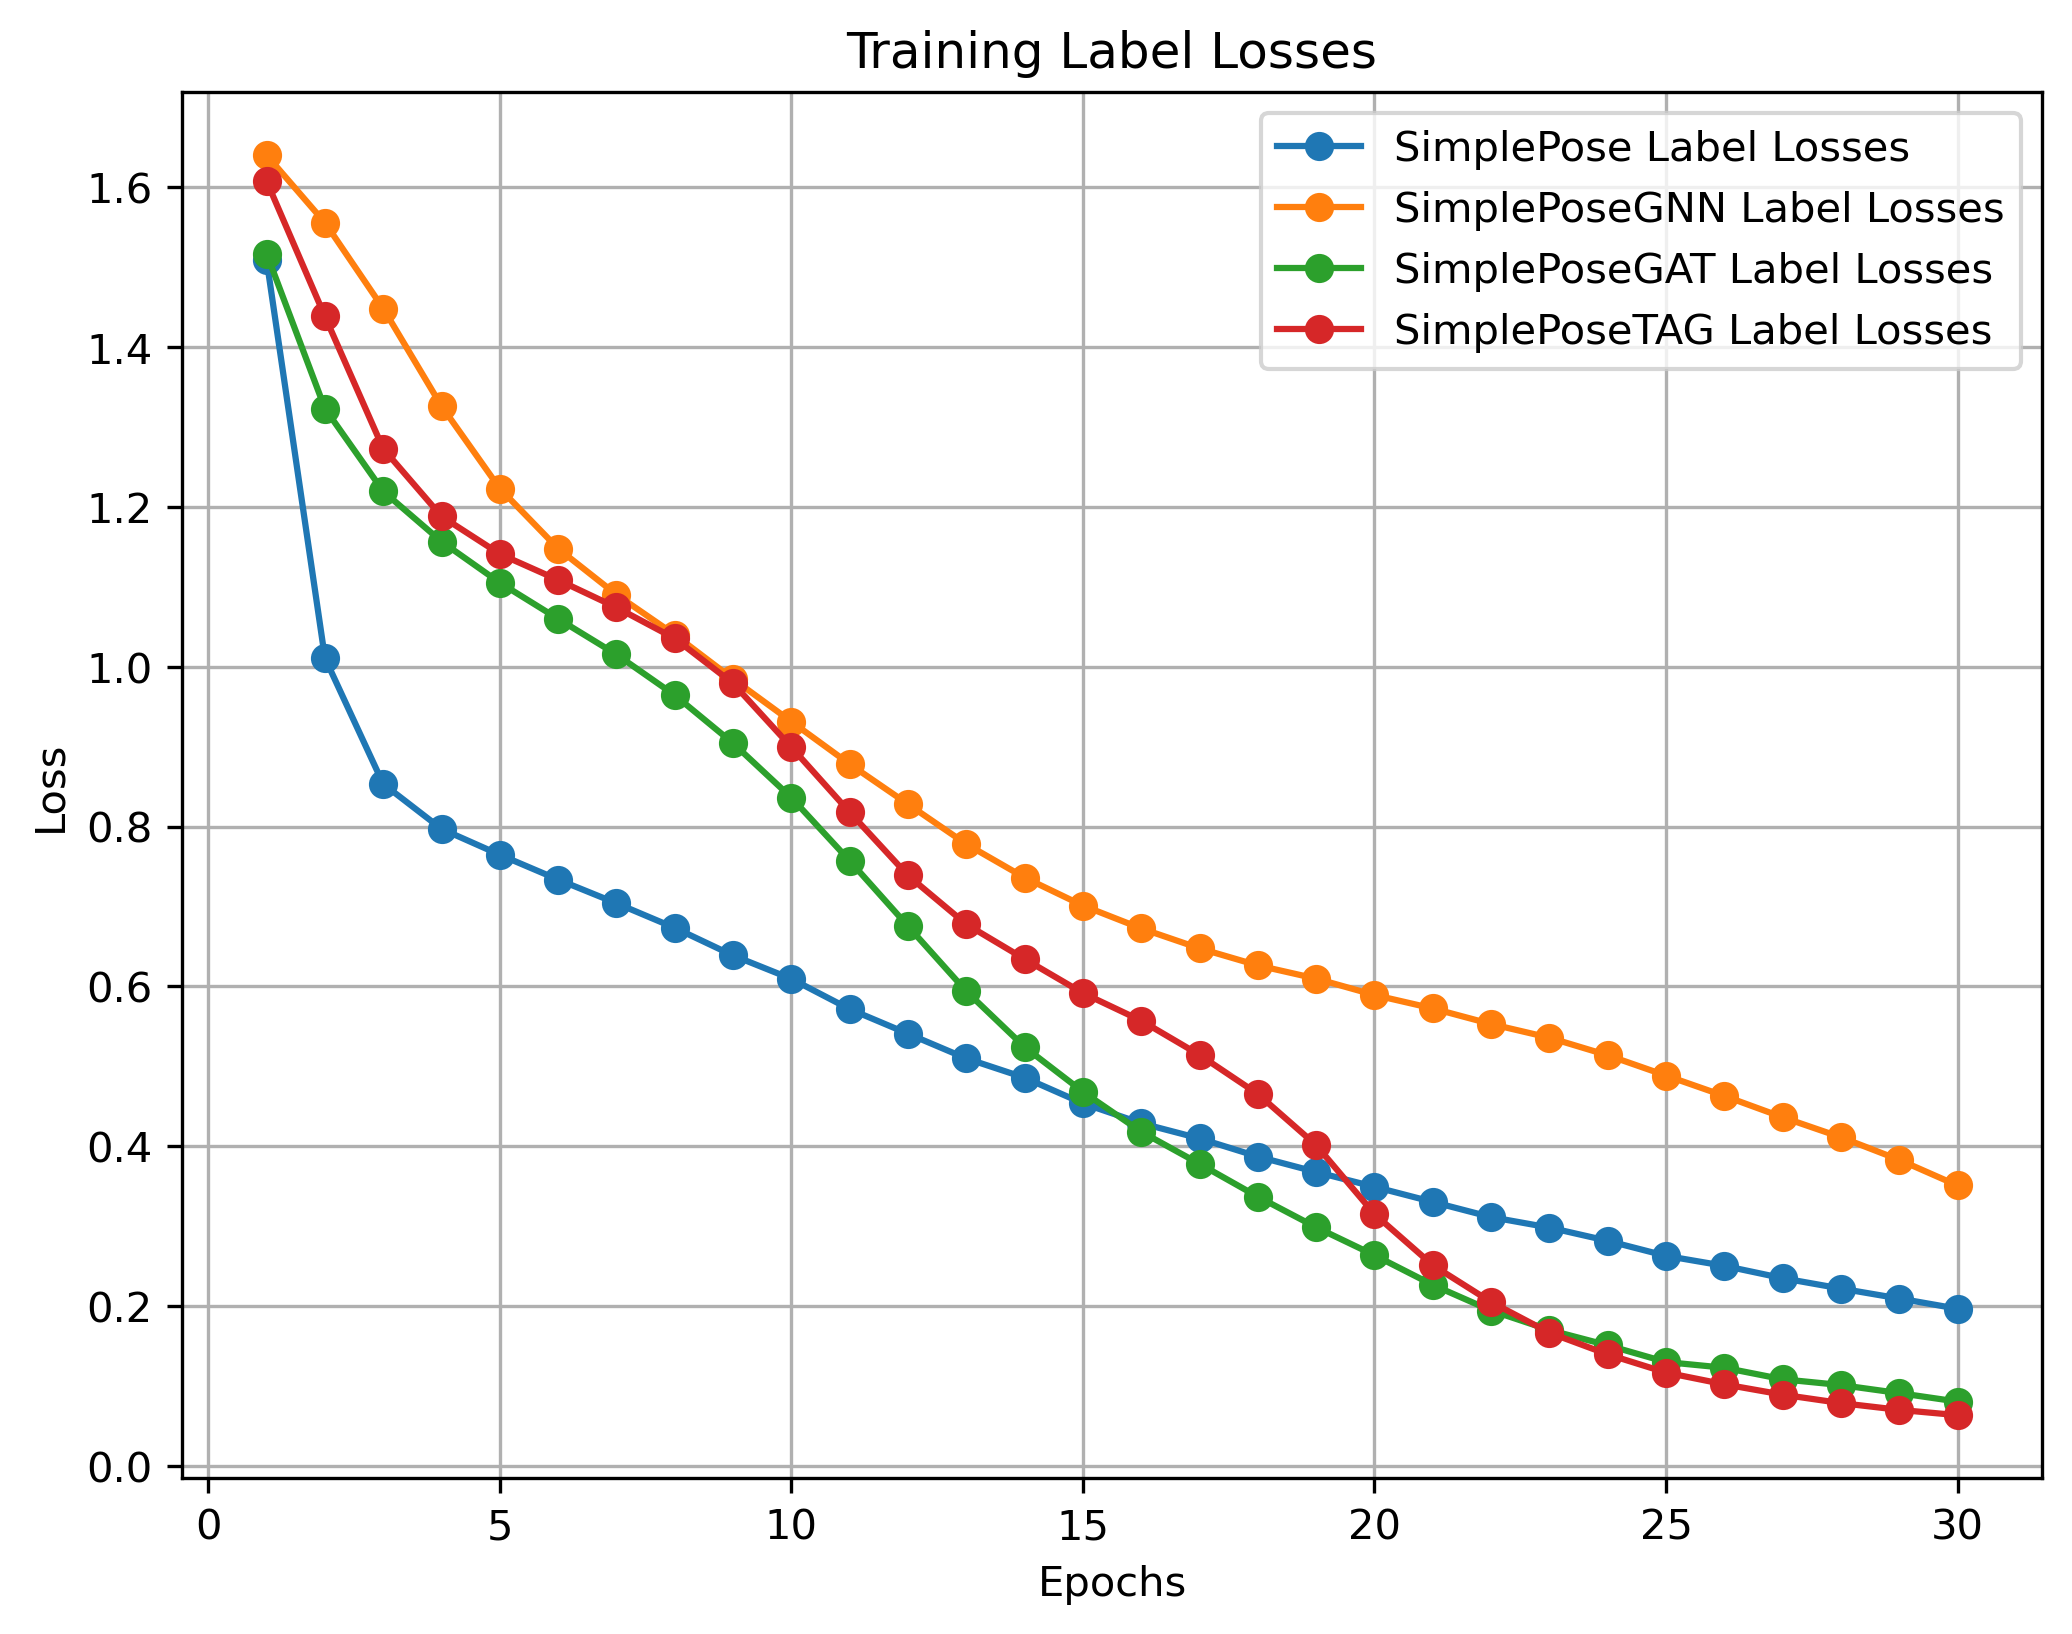 Training Label Losses
SimplePose Label Losses
SimplePoseGNN Label Losses
SimplePoseGAT Label Losses
SimplePoseTAG Label Losses
Loss
1.6
1.4
1.2
1.0
0.8
0.6
0.4
0.2
0.0
0 5 10 15 20 25 30
Epochs